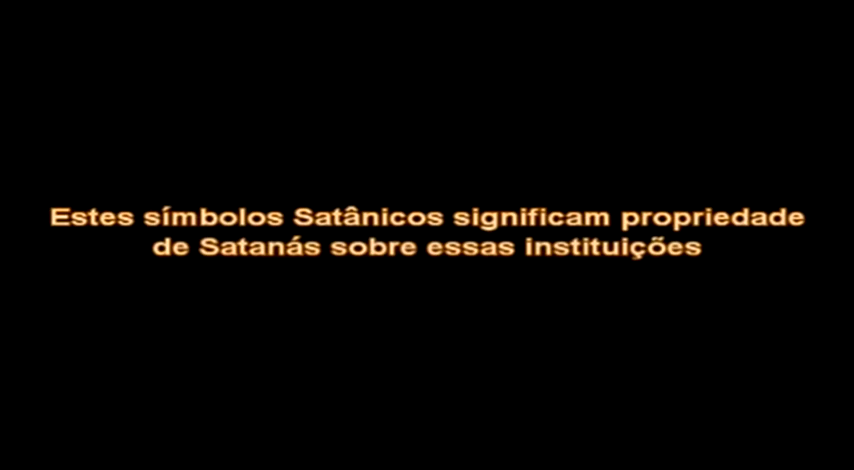 Estes símbolos Satânicos significam propriedade
de Satanás sobre essas instituições